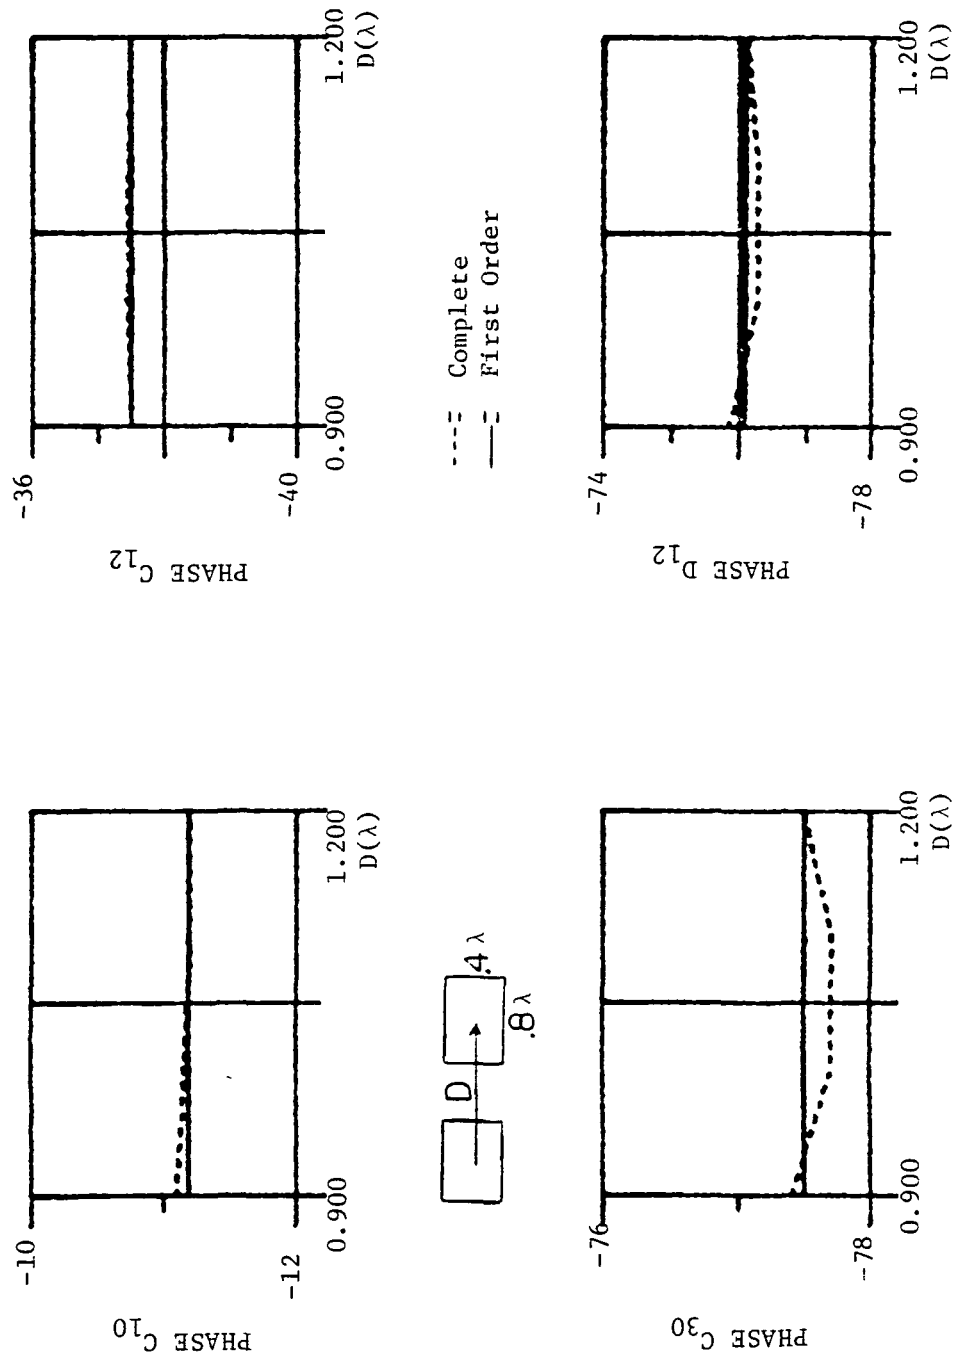 -36
-40
PHASE C12
0.900
1.200
D(λ)
---: Complete
—: First Order
-74
-78
PHASE D12
0.900
1.200
D(λ)
-10
-12
PHASE C10
0.900
1.200
D(λ)
D
.4λ
.8λ
-76
-78
PHASE C30
0.900
1.200
D(λ)